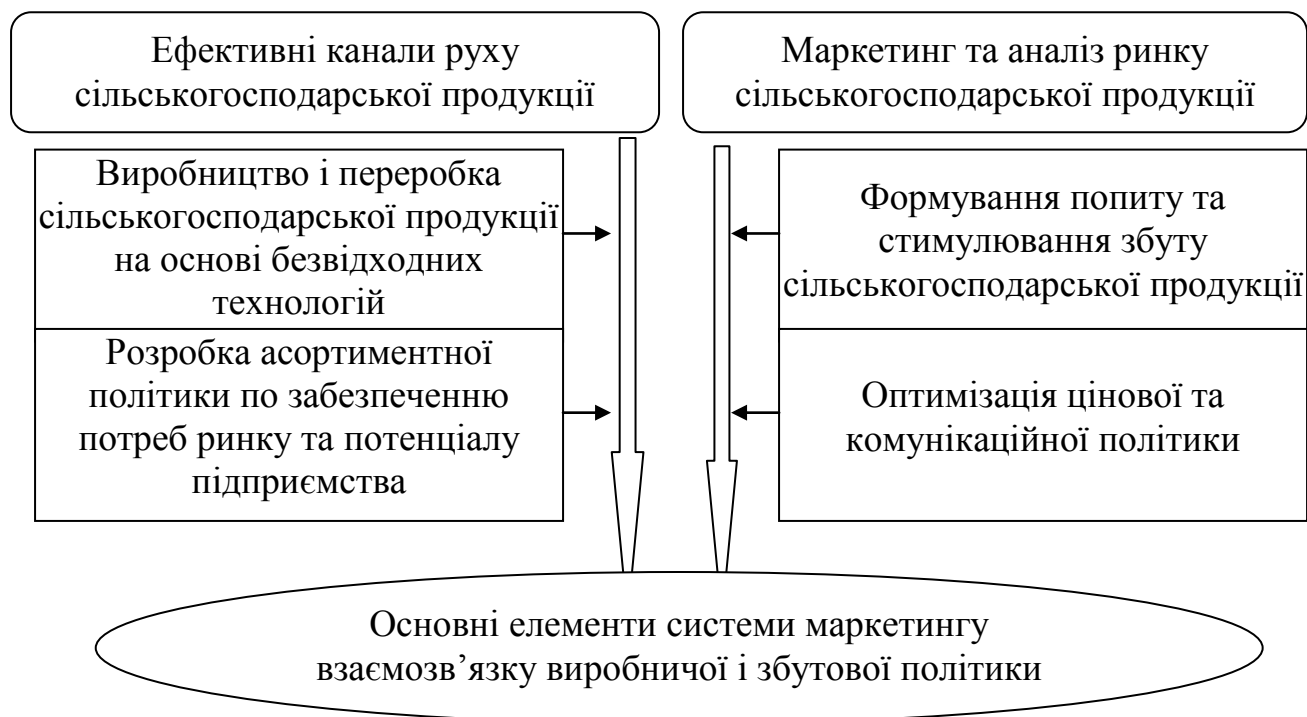 Ефективні канали руху
сільськогосподарської продукції
Маркетинг та аналіз ринку
сільськогосподарської продукції
Виробництво і переробка
сільськогосподарської продукції
на основі безвідходних
технологій
Розробка асортиментної
політики по забезпеченню
потреб ринку та потенціалу
підприємства
Формування попиту та
стимулювання збуту
сільськогосподарської продукції
Оптимізація цінової та
комунікаційної політики
Основні елементи системи маркетингу
взаємозв’язку виробничої і збутової політики